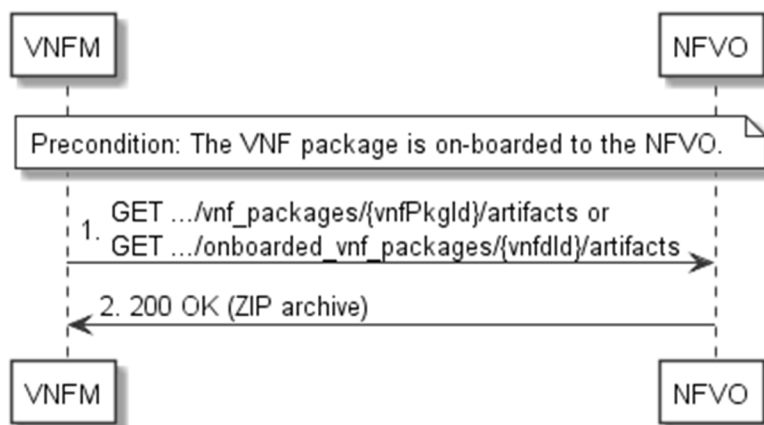 VNFM NFVO
Precondition: The VNF package is on-boarded to the NFVO.
1. GET .../vnf_packages/{vnfPkgId}/artifacts or
GET .../onboarded_vnf_packages/{vnfdId}/artifacts
2. 200 OK (ZIP archive)
VNFM NFVO